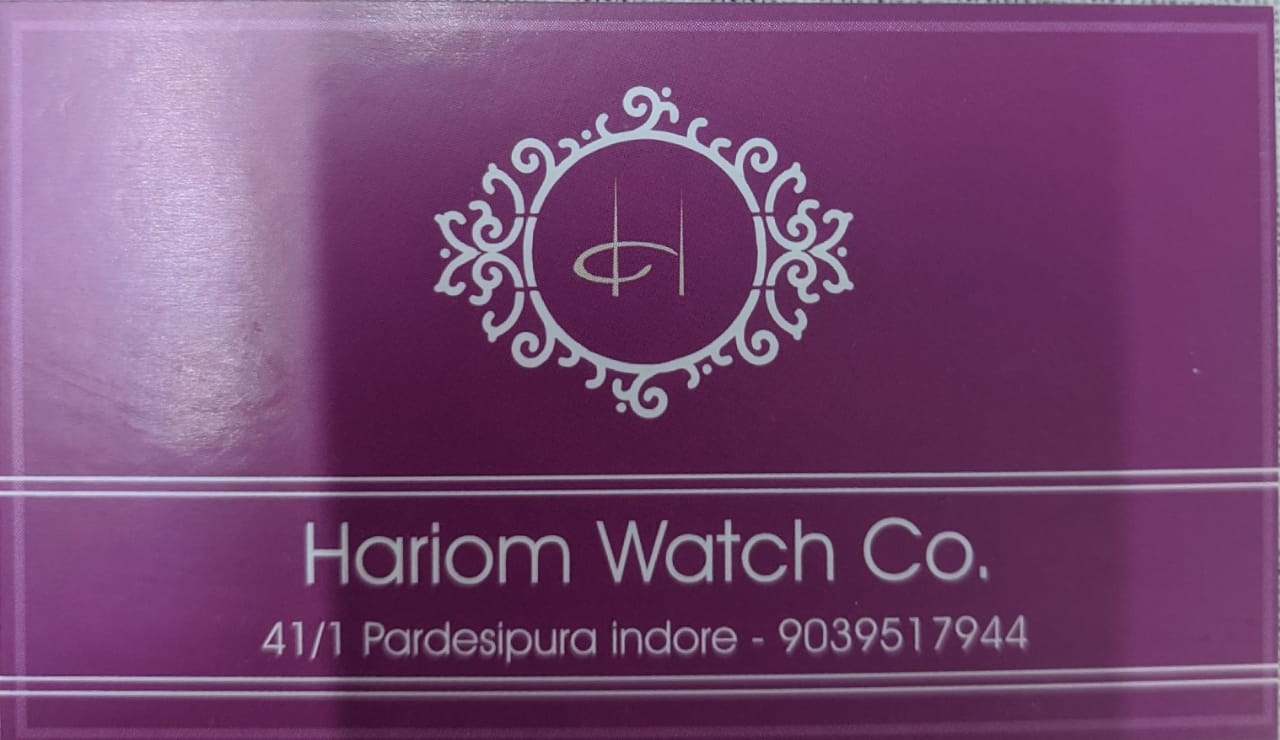 H
Hariom Watch Co.
41/1 Pardesipura indore - 9039517944